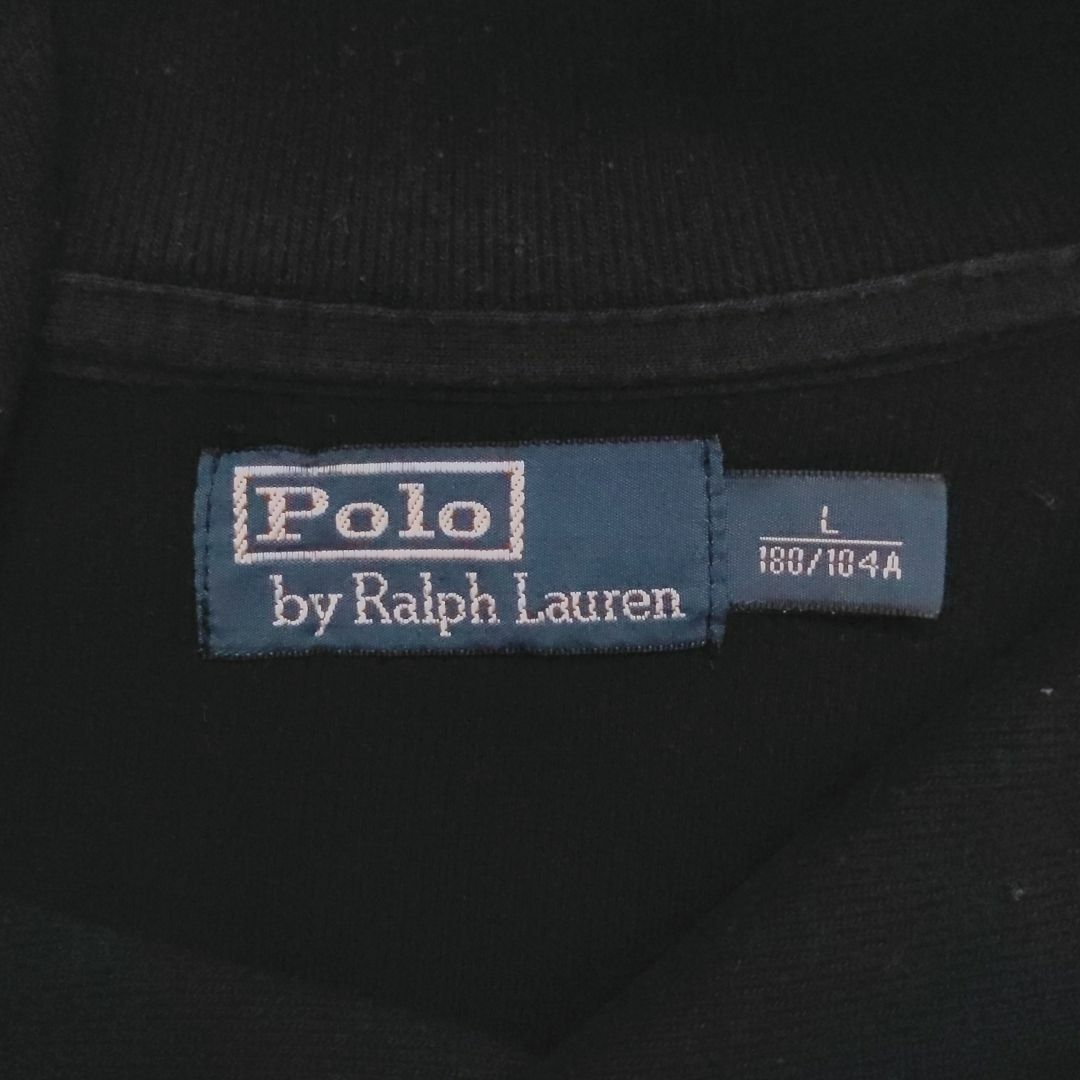 Polo
by Ralph Lauren
L
180/104A